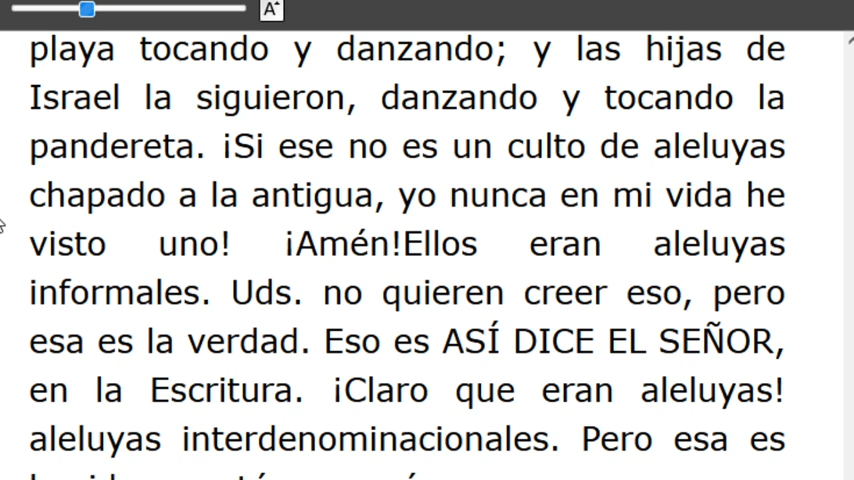 A
playa tocando y danzando; y las hijas de
Israel la siguieron, danzando y tocando la
pandereta. ¡Si ese no es un culto de aleluyas
chapado a la antigua, yo nunca en mi vida he
visto uno! ¡Amén!Ellos eran aleluyas
informales. Uds. no quieren creer eso, pero
esa es la verdad. Eso es ASÍ DICE EL SEÑOR,
en la Escritura. ¡Claro que eran aleluyas!
aleluyas interdenominacionales. Pero esa es